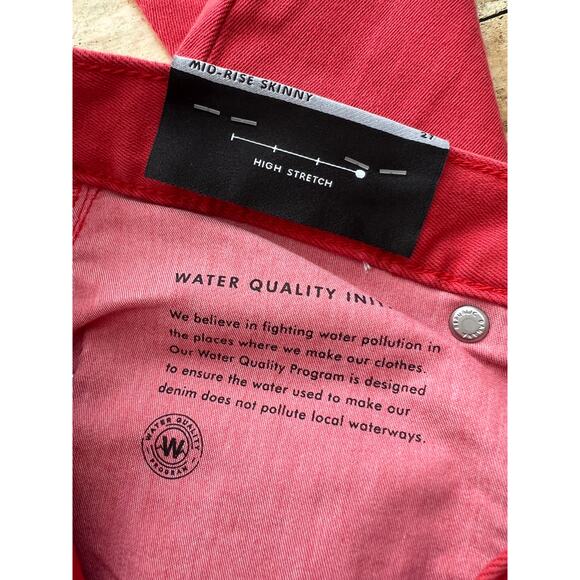 MID-RISE SKINNY
HIGH STRETCH
WATER QUALITY
We believe in fighting water pollution in
the places where we make our clothes.
Our Water Quality Program is designed
to ensure the water used to make our
denim does not pollute local waterways.
WATER QUALITY
W
PROGRAM